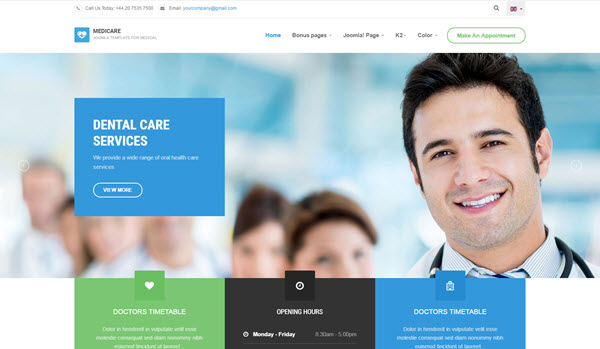 Call Us Today: +44 20 7535 7500 Email: yourcompany@gmail.com
MEDICARE
JOOMLA TEMPLATE FOR MEDICAL
Home Bonus pages Joomla! Page K2 Color Make An Appointment
DENTAL CARE
SERVICES
We provide a wide range of oral health care
services
VIEW MORE
DOCTORS TIMETABLE OPENING HOURS DOCTORS TIMETABLE
Dolor in hendrerit in vulputate velit esse
molestie consequat sed diam nonummy nibh
euismod tincidunt ut laoreet...
Monday - Friday 8.30am - 5.00pm
Dolor in hendrerit in vulputate velit esse
molestie consequat sed diam nonummy nibh
euismod tincidunt ut laoreet...